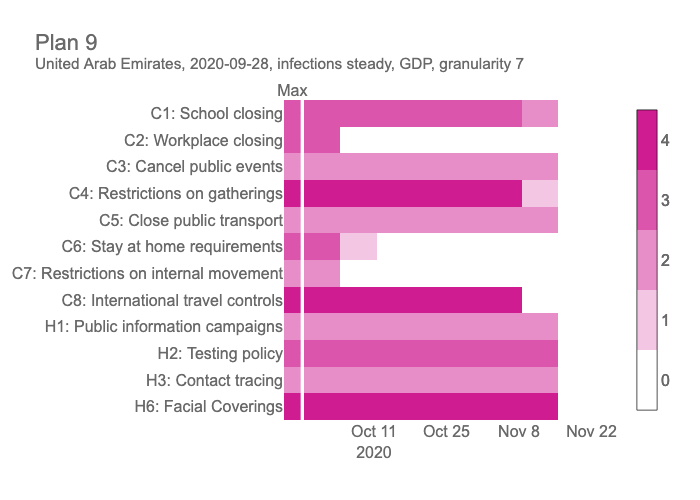 Plan 9
United Arab Emirates, 2020-09-28, infections steady, GDP, granularity 7
Max
C1: School closing
C2: Workplace closing
C3: Cancel public events
C4: Restrictions on gatherings
C5: Close public transport
C6: Stay at home requirements
C7: Restrictions on internal movement
C8: International travel controls
H1: Public information campaigns
H2: Testing policy
H3: Contact tracing
H6: Facial Coverings
Oct 11 Oct 25 Nov 8 Nov 22
2020
4
3
2
1
0